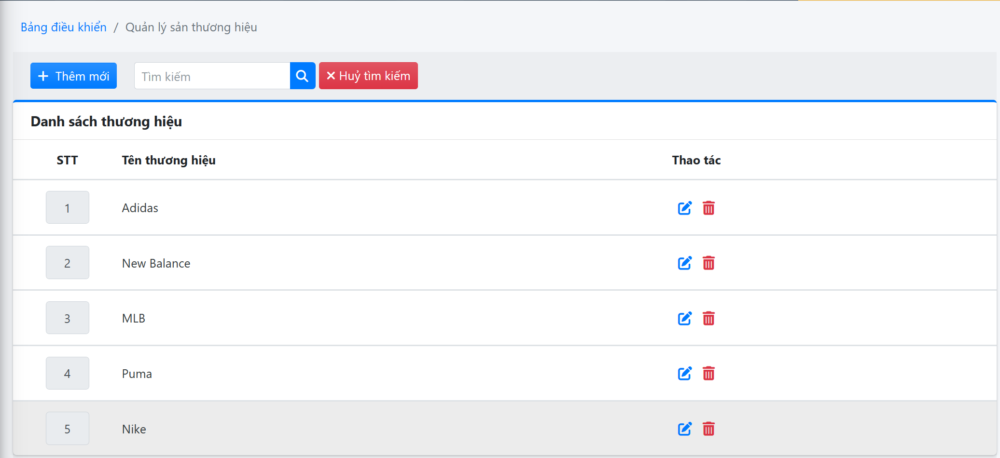 Bảng điều khiển / Quản lý sản thương hiệu
Thêm mới Tìm kiếm Huỷ tìm kiếm
Danh sách thương hiệu
STT Tên thương hiệu Thao tác
1 Adidas
2 New Balance
3 MLB
4 Puma
5 Nike